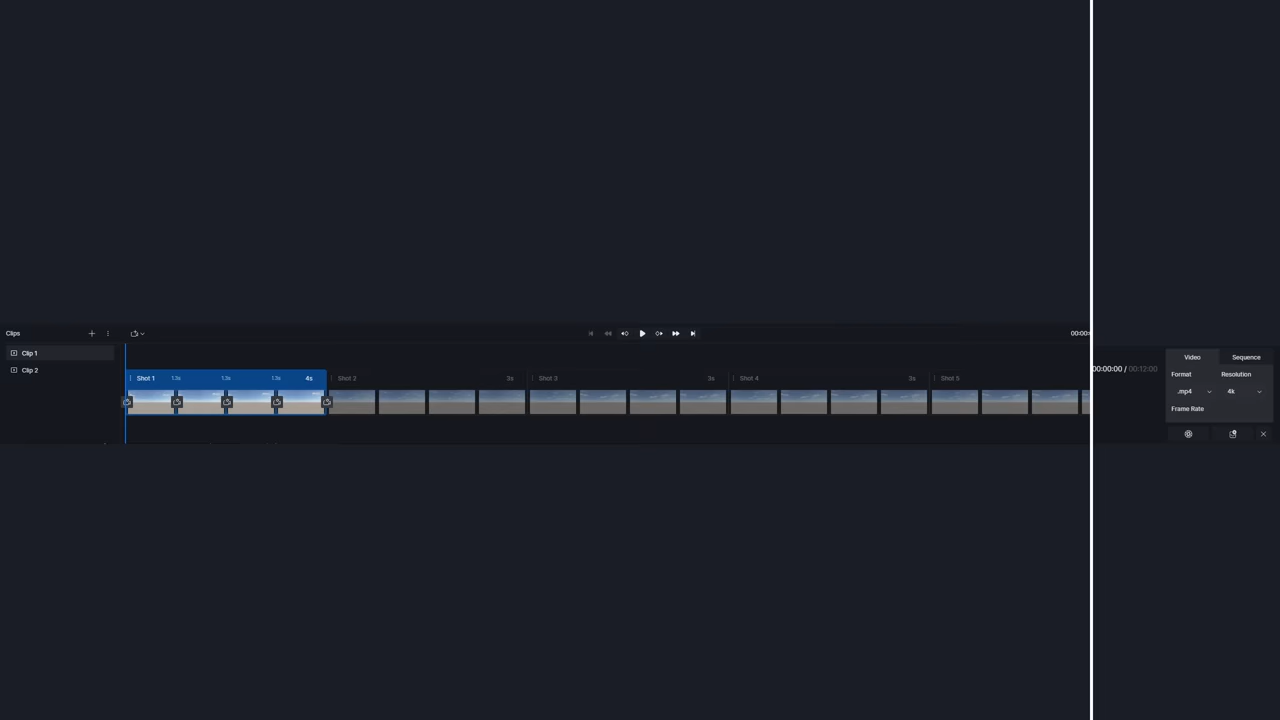 Clips
00:00:
Clip 1
Clip 2
Shot 1 1.3s 1.3s 1.3s 4s
Shot 2 3s
Shot 3 3s
Shot 4 3s
Shot 5
00:00:00 / 00:12:00
Video Sequence
Format Resolution
.mp4 4k
Frame Rate